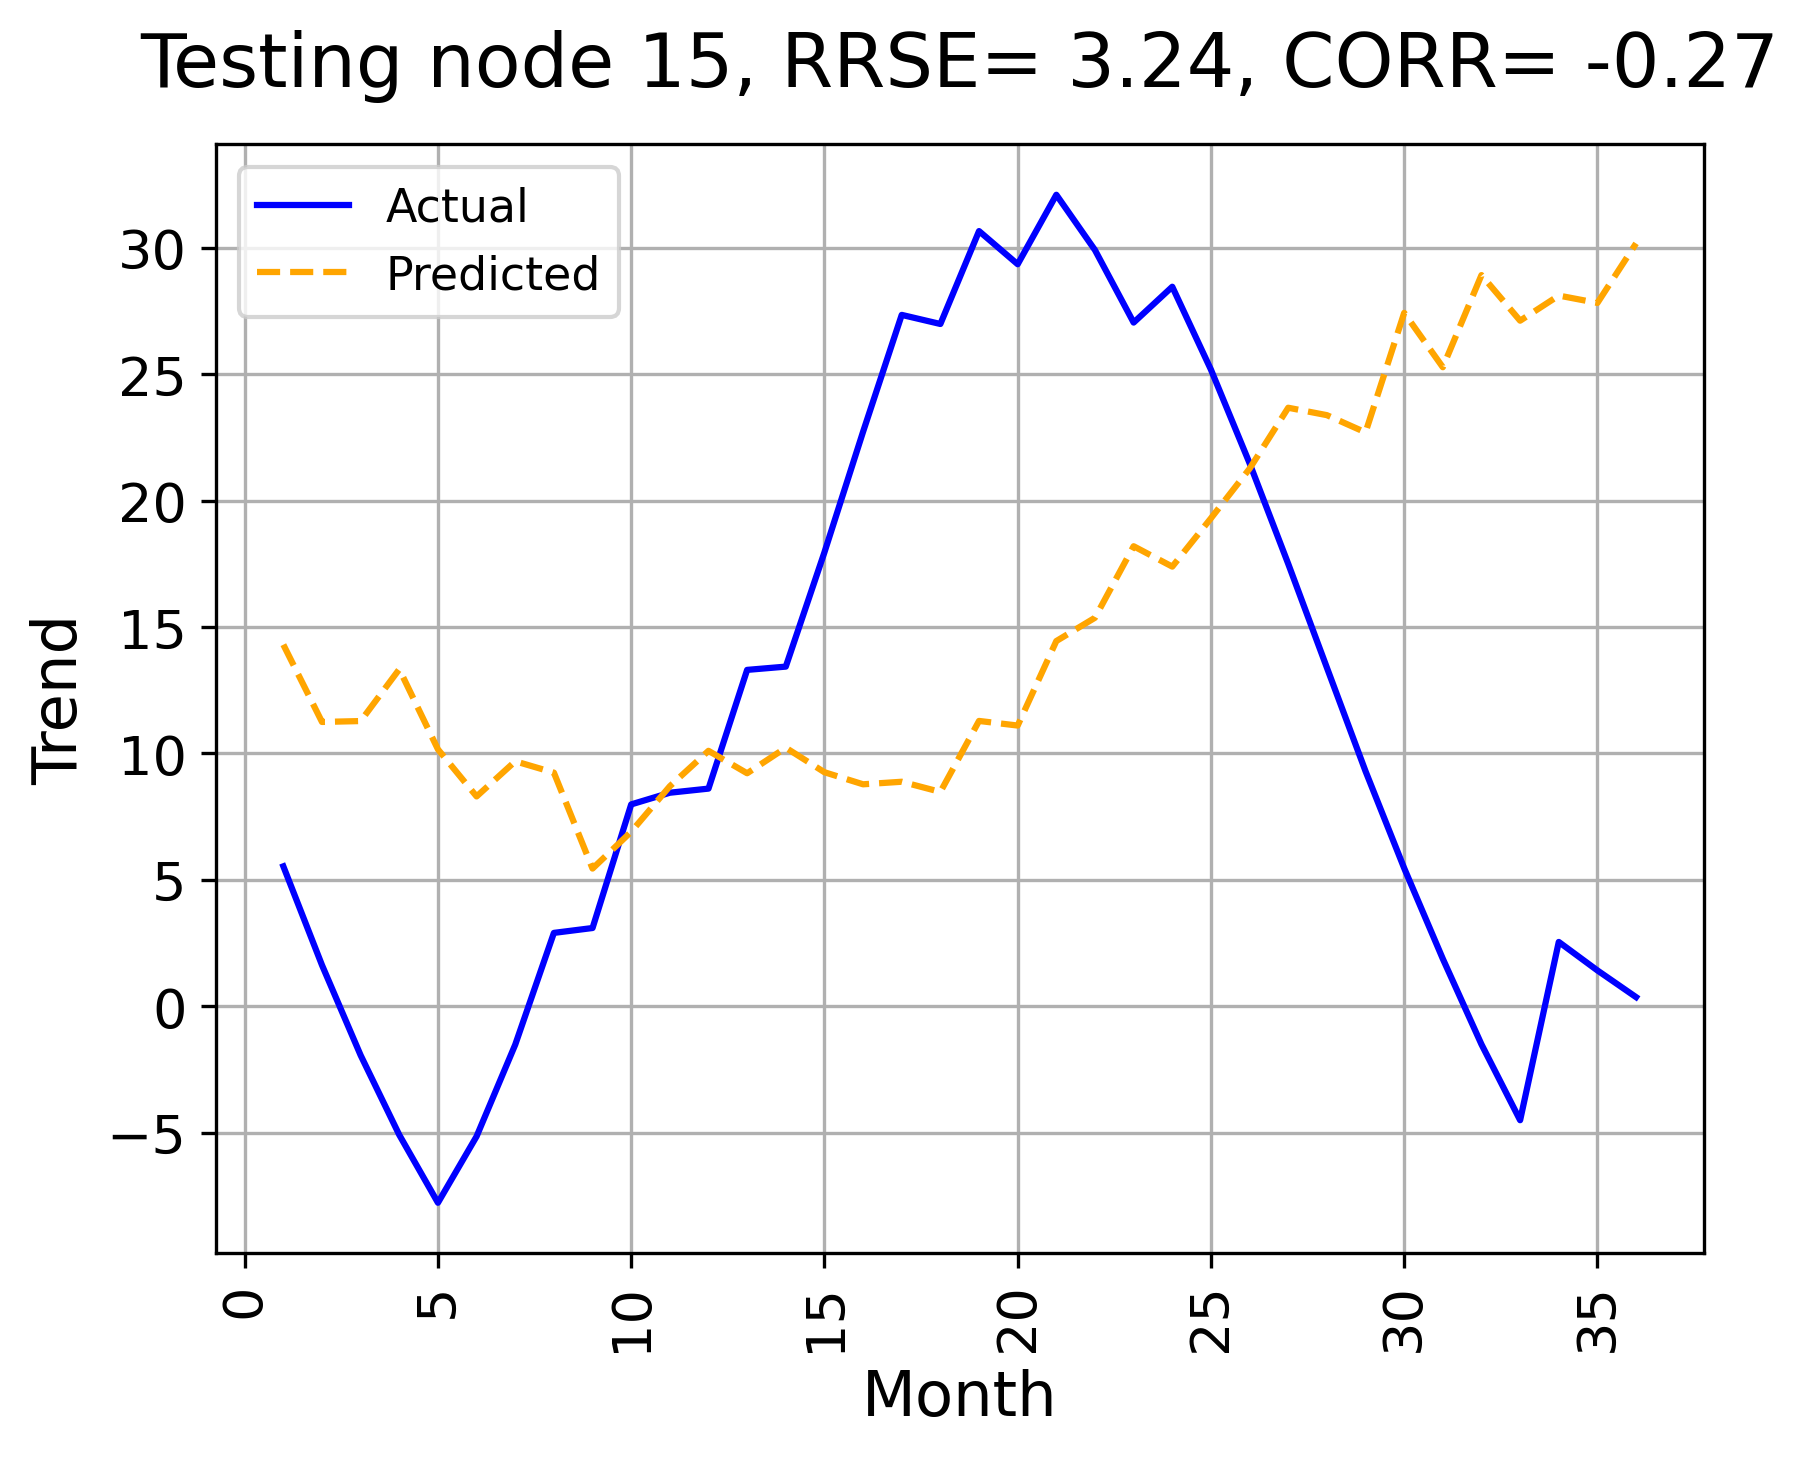 Testing node 15, RRSE= 3.24, CORR= -0.27
Actual
Predicted
30
25
20
15
10
5
0
−5
Trend
0 5 10 15 20 25 30 35
Month